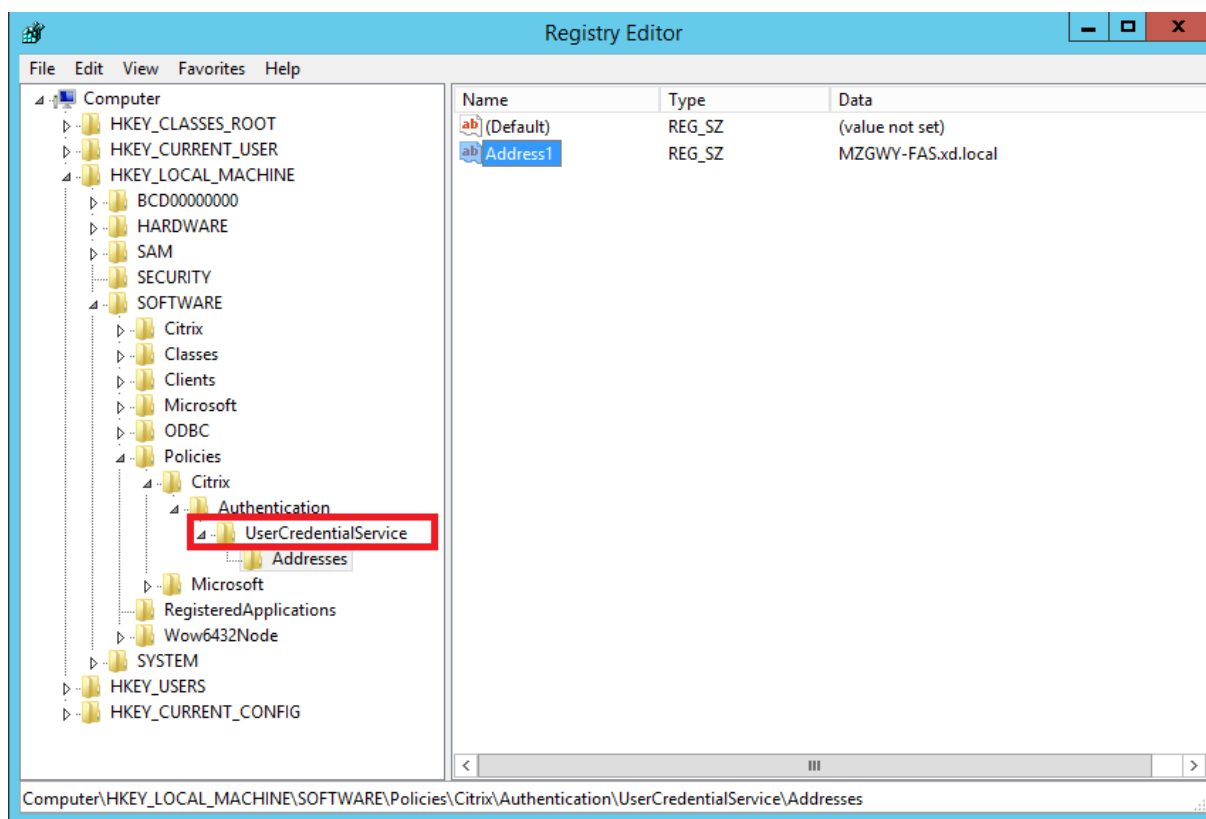 Registry Editor
File Edit View Favorites Help
Computer
HKEY_CLASSES_ROOT
HKEY_CURRENT_USER
HKEY_LOCAL_MACHINE
BCD00000000
HARDWARE
SAM
SECURITY
SOFTWARE
Citrix
Classes
Clients
Microsoft
ODBC
Policies
Citrix
Authentication
UserCredentialService
Addresses
Microsoft
RegisteredApplications
Wow6432Node
SYSTEM
HKEY_USERS
HKEY_CURRENT_CONFIG
Name Type Data
ab (Default) REG_SZ (value not set)
ab Address1 REG_SZ MZGWY-FAS.xd.local
Computer\HKEY_LOCAL_MACHINE\SOFTWARE\Policies\Citrix\Authentication\UserCredentialService\Addresses